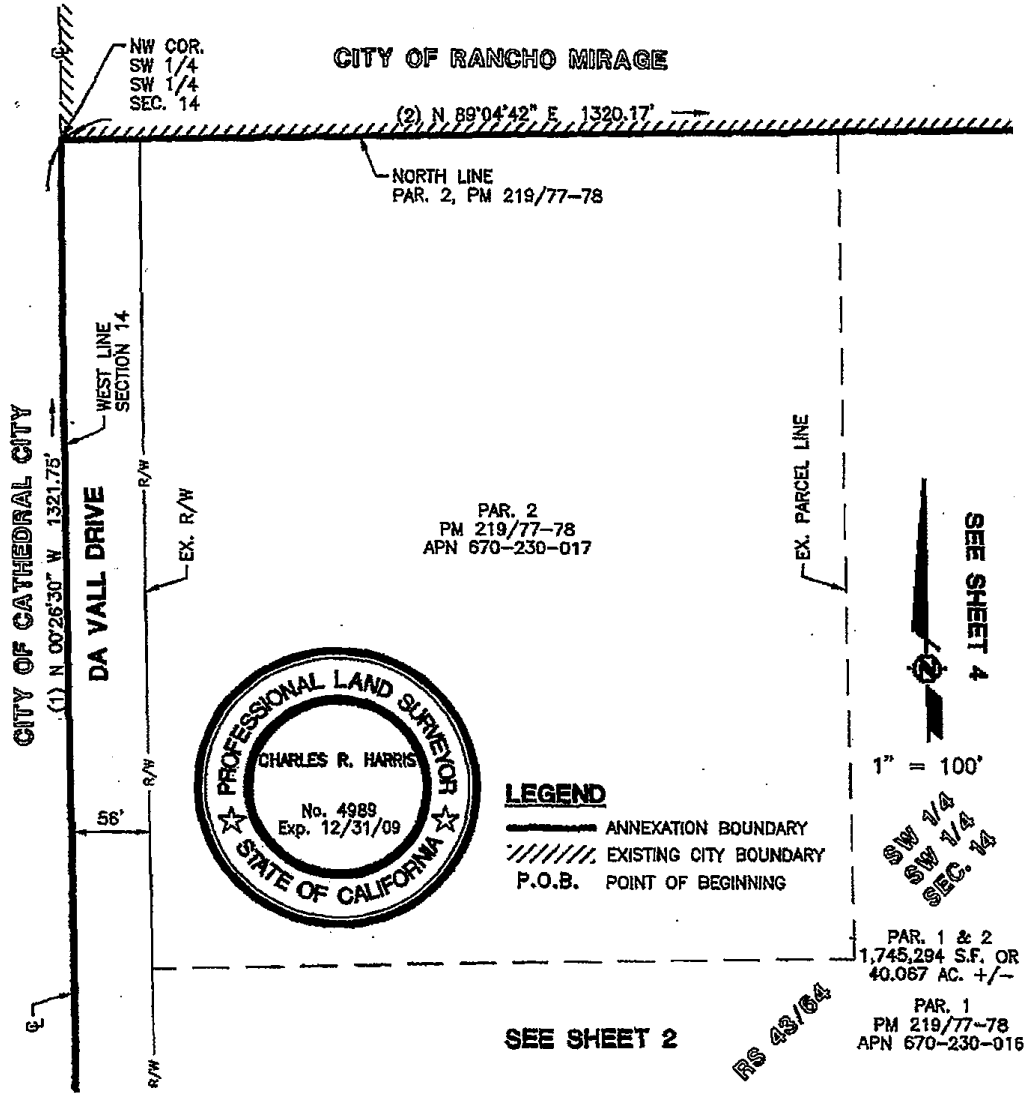 NW COR.
SW 1/4
SW 1/4
SEC. 14
CITY OF RANCHO MIRAGE
(2) N 89°04'42" E 1320.17'
NORTH LINE
PAR. 2, PM 219/77-78
WEST LINE
SECTION 14
CITY OF CATHEDRAL CITY
(1) N 00°26'30" W 1321.75'
DA VALL DRIVE
R/W
EX. R/W
PAR. 2
PM 219/77-78
APN 670-230-017
EX. PARCEL LINE
SEE SHEET 4
N
1" = 100'
PROFESSIONAL LAND SURVEYOR
CHARLES R. HARRIS
No. 4989
Exp. 12/31/09
STATE OF CALIFORNIA
LEGEND
ANNEXATION BOUNDARY
EXISTING CITY BOUNDARY
P.O.B. POINT OF BEGINNING
SW 1/4
SW 1/4
SEC. 14
R/W
56'
PAR. 1 & 2
1,745,294 S.F. OR
40.067 AC. +/-
PAR. 1
PM 219/77-78
APN 670-230-016
℄
℄
R/W
SEE SHEET 2
RS 43/64